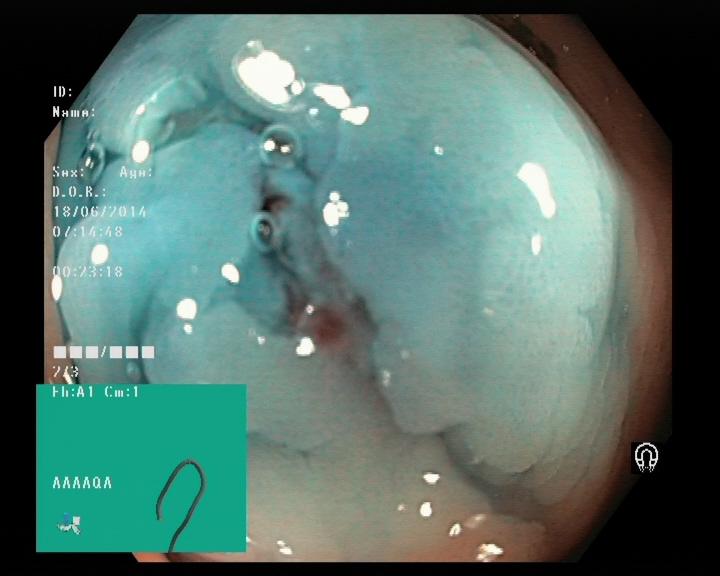 ID:
Name:
Sex: Age:
D.O.R.:
18/06/2014
07:14:48
00:23:18
■■■/■■■
2/3
Eh:A1 Cm:1
AAAAQA